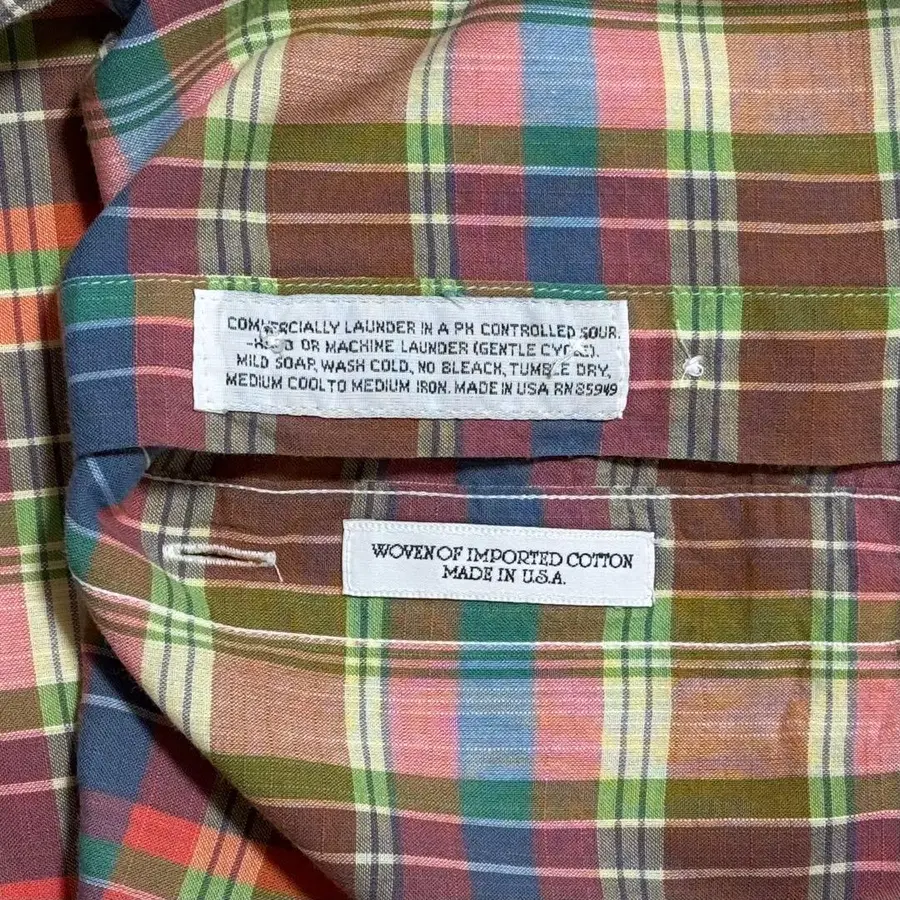 COMMERCIALLY LAUNDER IN A PH CONTROLLED SOUR.
-HAND OR MACHINE LAUNDER (GENTLE CYCLE).
MILD SOAP, WASH COLD, NO BLEACH, TUMBLE DRY,
MEDIUM COOL TO MEDIUM IRON. MADE IN USA RN 85949
WOVEN OF IMPORTED COTTON
MADE IN U.S.A.